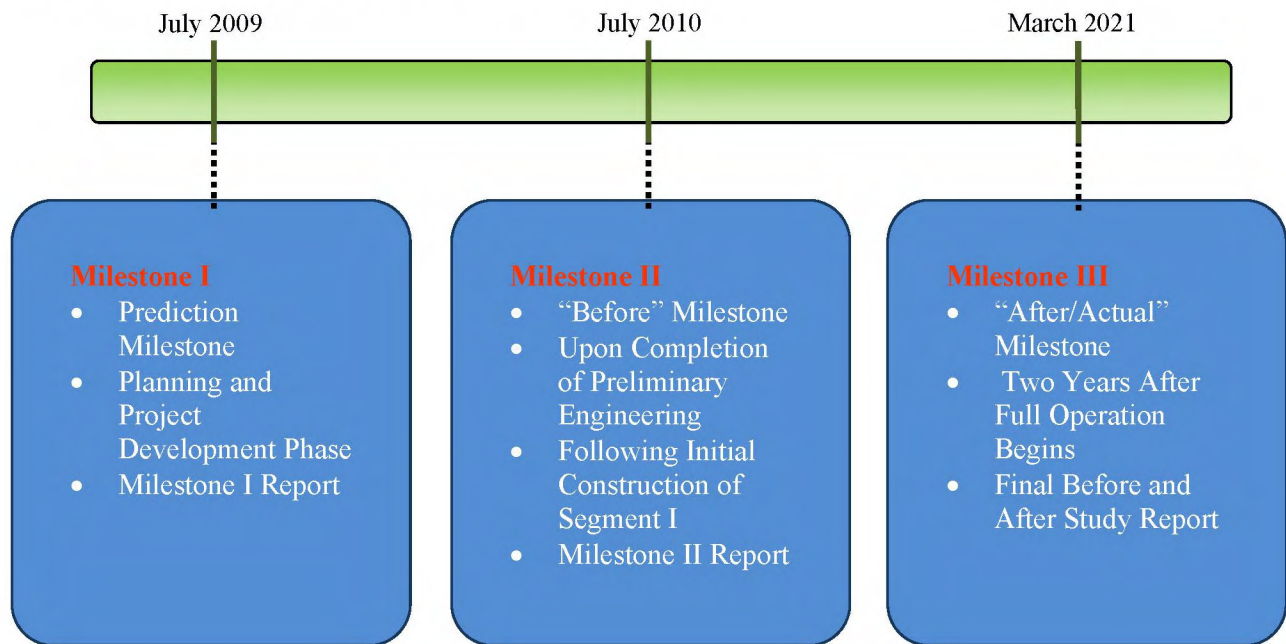 July 2009
July 2010
March 2021
Milestone I
• Prediction
Milestone
• Planning and
Project
Development Phase
• Milestone I Report
Milestone II
• “Before” Milestone
• Upon Completion
of Preliminary
Engineering
• Following Initial
Construction of
Segment I
• Milestone II Report
Milestone III
• “After/Actual”
Milestone
• Two Years After
Full Operation
Begins
• Final Before and
After Study Report